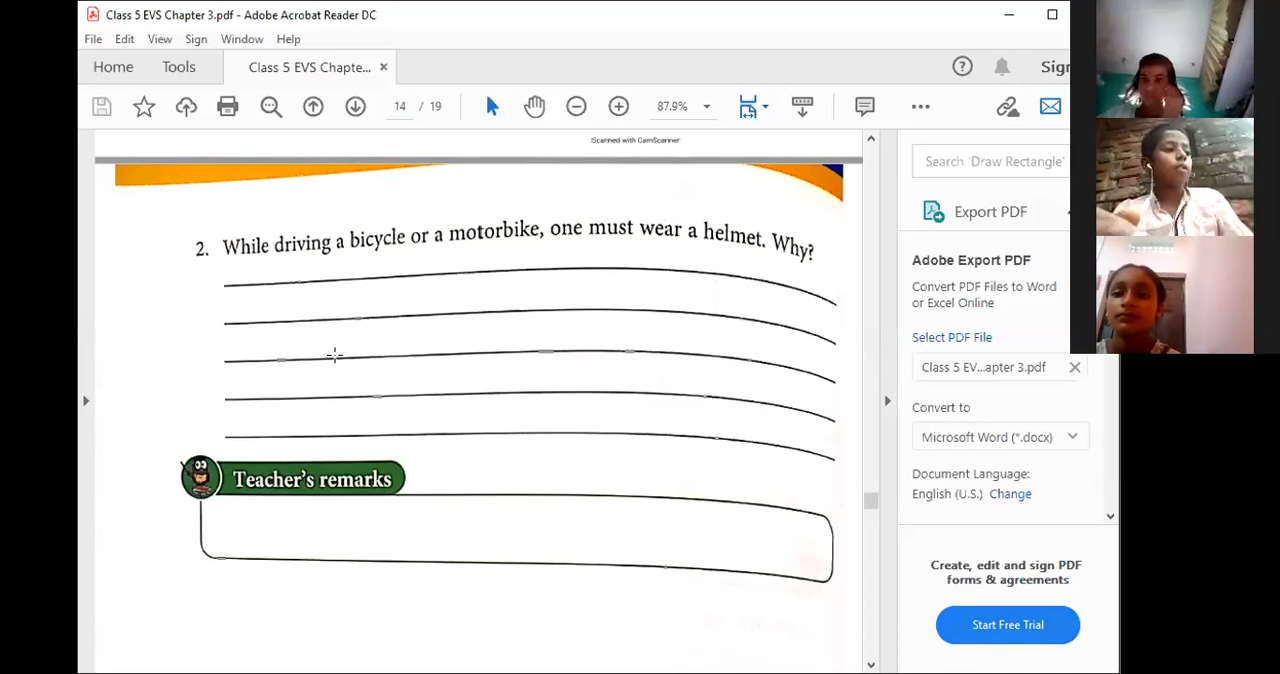 Class 5 EVS Chapter 3.pdf - Adobe Acrobat Reader DC
File Edit View Sign Window Help
Home Tools Class 5 EVS Chapte... Sign
14 / 19 87.9%
Scanned with CamScanner
2. While driving a bicycle or a motorbike, one must wear a helmet. Why?
Teacher's remarks
Search 'Draw Rectangle'
Export PDF
Adobe Export PDF
Convert PDF Files to Word
or Excel Online
Select PDF File
Class 5 EV...apter 3.pdf
Convert to
Microsoft Word (*.docx)
Document Language:
English (U.S.) Change
Create, edit and sign PDF
forms & agreements
Start Free Trial